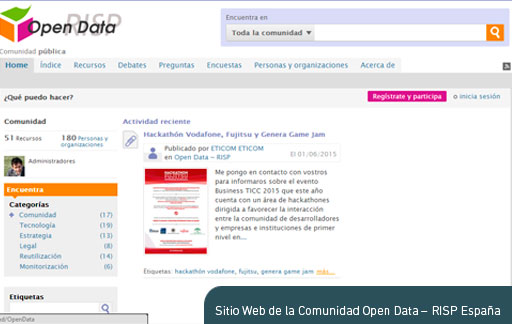 RISP
Open Data
Comunidad pública
Encuentra en
Toda la comunidad
Home Índice Recursos Debates Preguntas Encuestas Personas y organizaciones Acerca de
¿Qué puedo hacer?
Regístrate y participa o inicia sesión
Comunidad
51 Recursos
180 Personas y organizaciones
Administradores
Encuentra
Categorías
Comunidad (17)
Tecnología (19)
Estrategia (13)
Legal (8)
Reutilización (14)
Monitorización (6)
Etiquetas
Actividad reciente
Hackathón Vodafone, Fujitsu y Genera Game Jam
Publicado por ETICOM ETICOM
en Open Data – RISP
El 01/06/2015
Me pongo en contacto con vostros
para informaros sobre el evento
Business TICC 2015 que este año
cuenta con un área de hackathones
dirigida a favorecer la interacción
entre la comunidad de desarrolladores
y empresas e instituciones de primer
nivel en...
Etiquetas: hackathón vodafone, fujitsu, genera game jam más...
ed/OpenData
Sitio Web de la Comunidad Open Data – RISP España